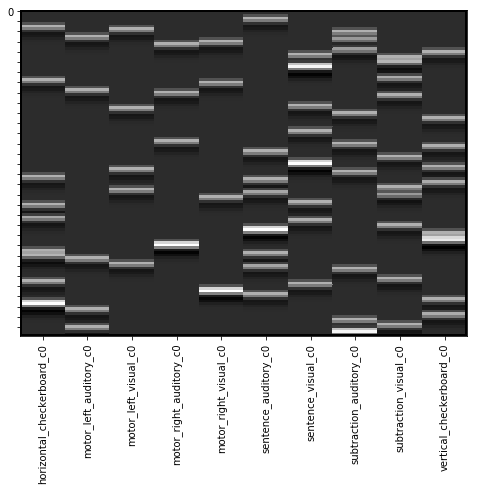 0
horizontal_checkerboard_c0
motor_left_auditory_c0
motor_left_visual_c0
motor_right_auditory_c0
motor_right_visual_c0
sentence_auditory_c0
sentence_visual_c0
subtraction_auditory_c0
subtraction_visual_c0
vertical_checkerboard_c0